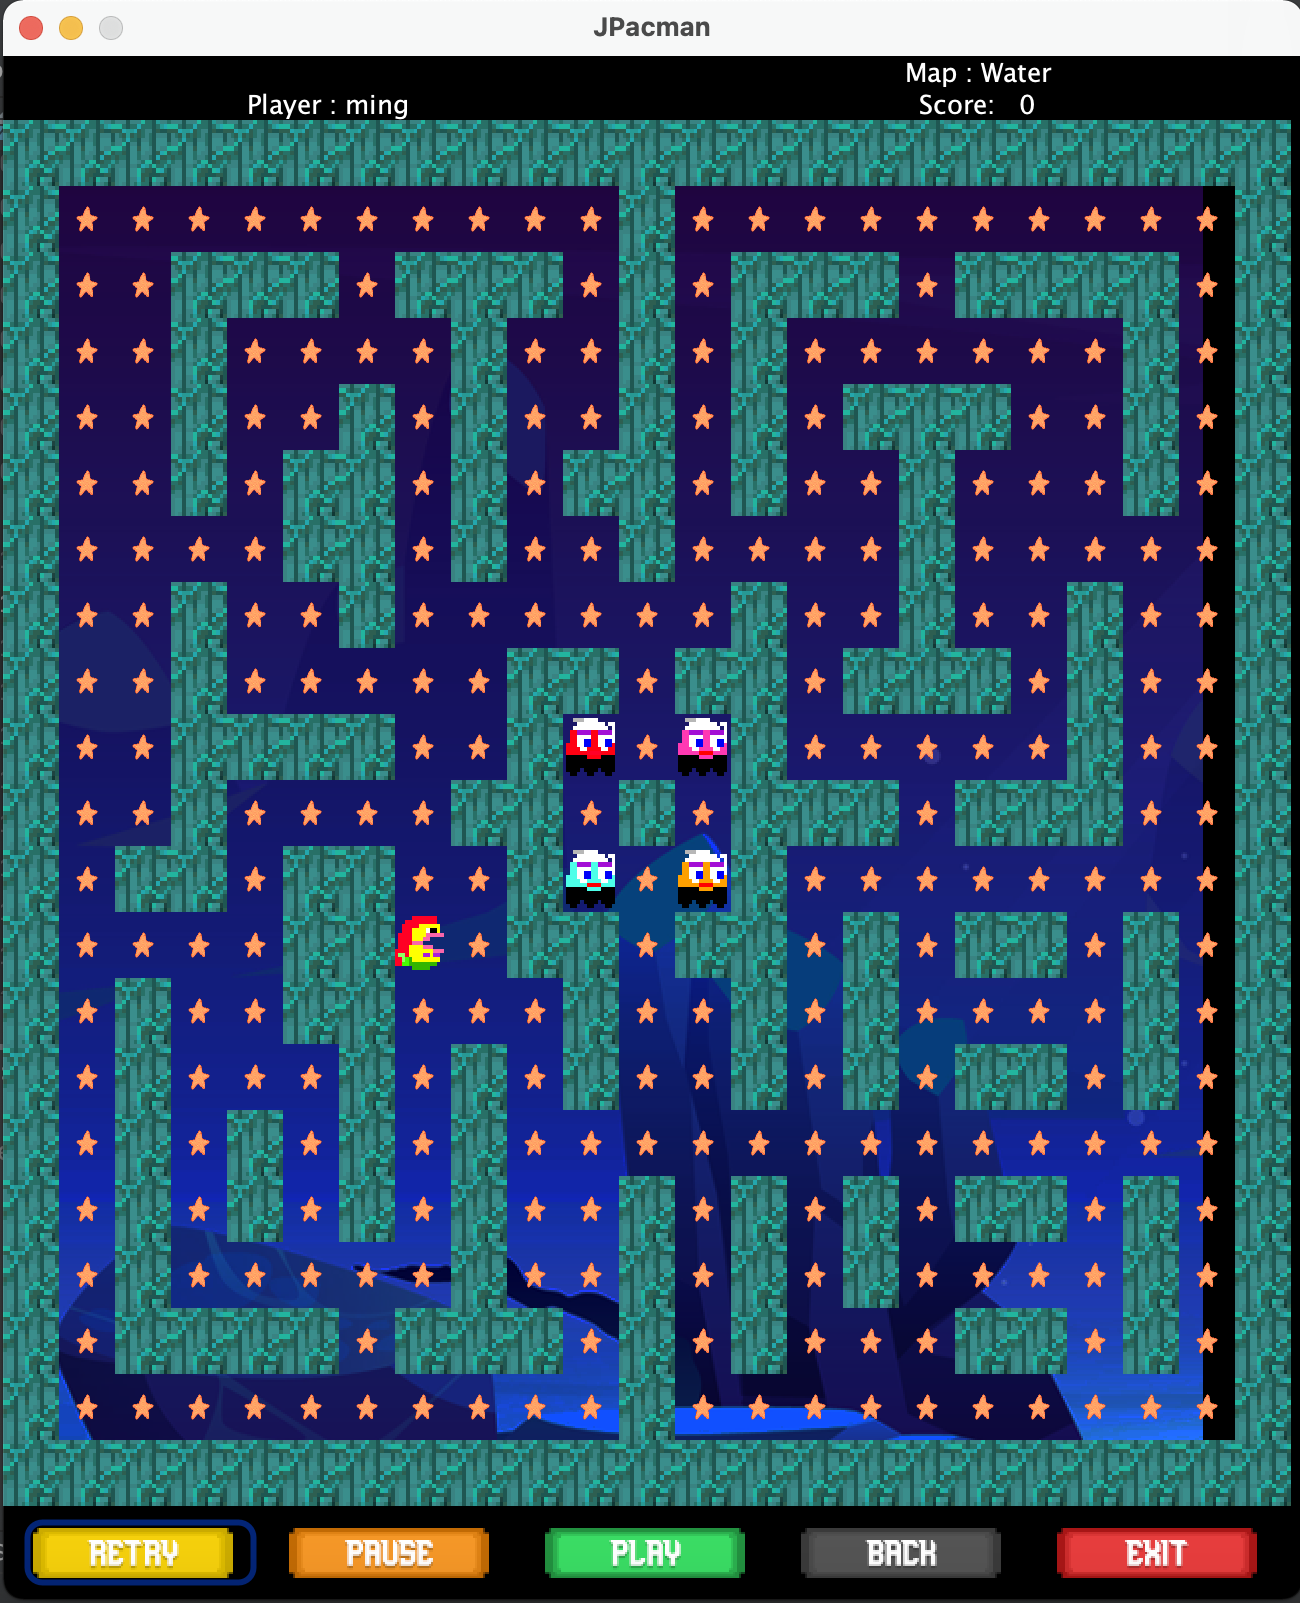 JPacman
Map : Water
Player : ming
Score: 0
RETRY
PAUSE
PLAY
BACK
EXIT